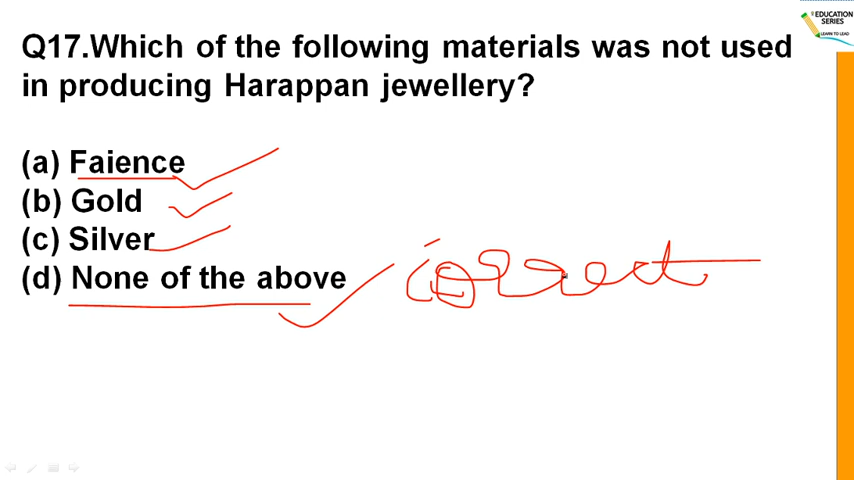 EDUCATION
SERIES
LEARN TO LEAD
Q17.Which of the following materials was not used
in producing Harappan jewellery?
(a) Faience
(b) Gold
(c) Silver
(d) None of the above